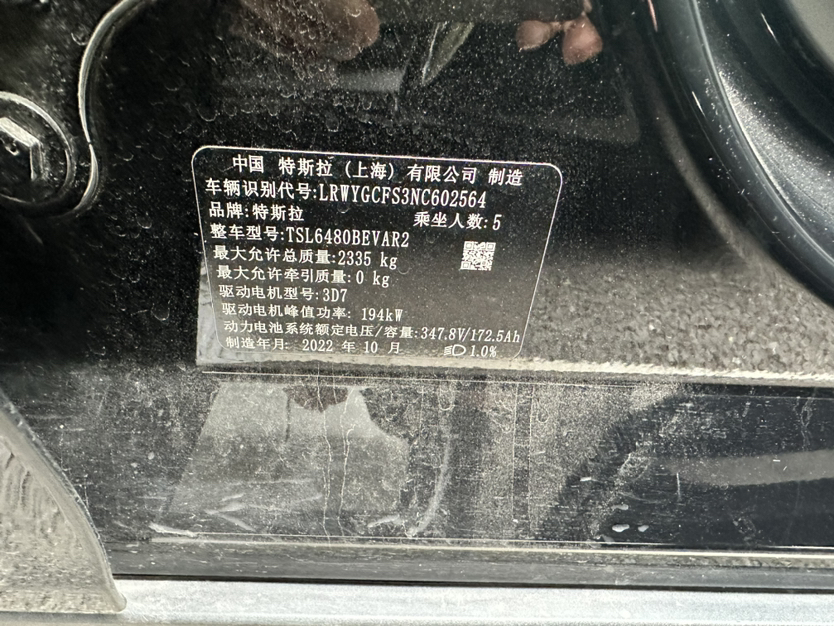 中国 特斯拉 (上海) 有限公司 制造
车辆识别代号:LRWYGCFS3NC602564
品牌:特斯拉 乘坐人数:5
整车型号:TSL6480BEVAR2
最大允许总质量:2335 kg
最大允许牵引质量:0 kg
驱动电机型号:3D7
驱动电机峰值功率: 194kW
动力电池系统额定电压/容量:347.8V/172.5Ah
制造年月: 2022 年 10 月 1.0%